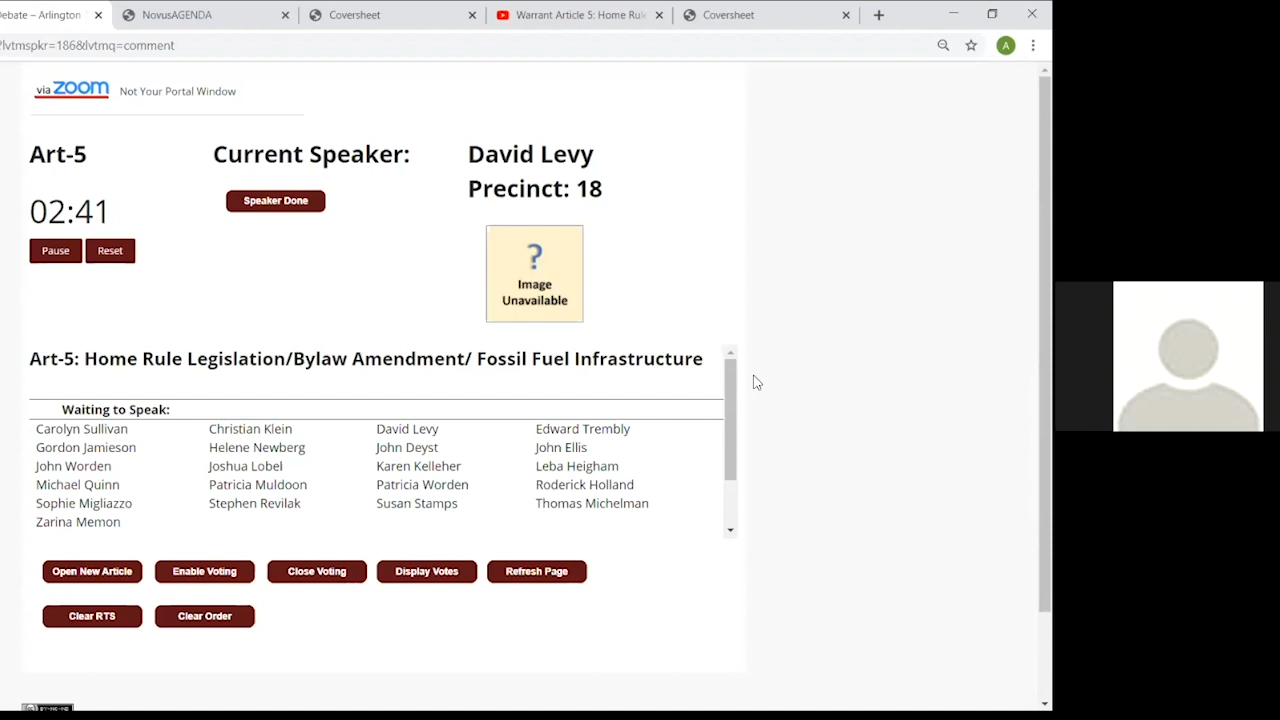 Debate – Arlington
NovusAGENDA
Coversheet
Warrant Article 5: Home Rul
Coversheet
?lvtmspkr=186&lvtmq=comment
A
via zoom Not Your Portal Window
Art-5 Current Speaker: David Levy
Precinct: 18
Speaker Done
02:41
Pause Reset
?
Image
Unavailable
Art-5: Home Rule Legislation/Bylaw Amendment/ Fossil Fuel Infrastructure
Waiting to Speak:
Carolyn Sullivan Christian Klein David Levy Edward Trembly
Gordon Jamieson Helene Newberg John Deyst John Ellis
John Worden Joshua Lobel Karen Kelleher Leba Heigham
Michael Quinn Patricia Muldoon Patricia Worden Roderick Holland
Sophie Migliazzo Stephen Revilak Susan Stamps Thomas Michelman
Zarina Memon
Open New Article Enable Voting Close Voting Display Votes Refresh Page
Clear RTS Clear Order